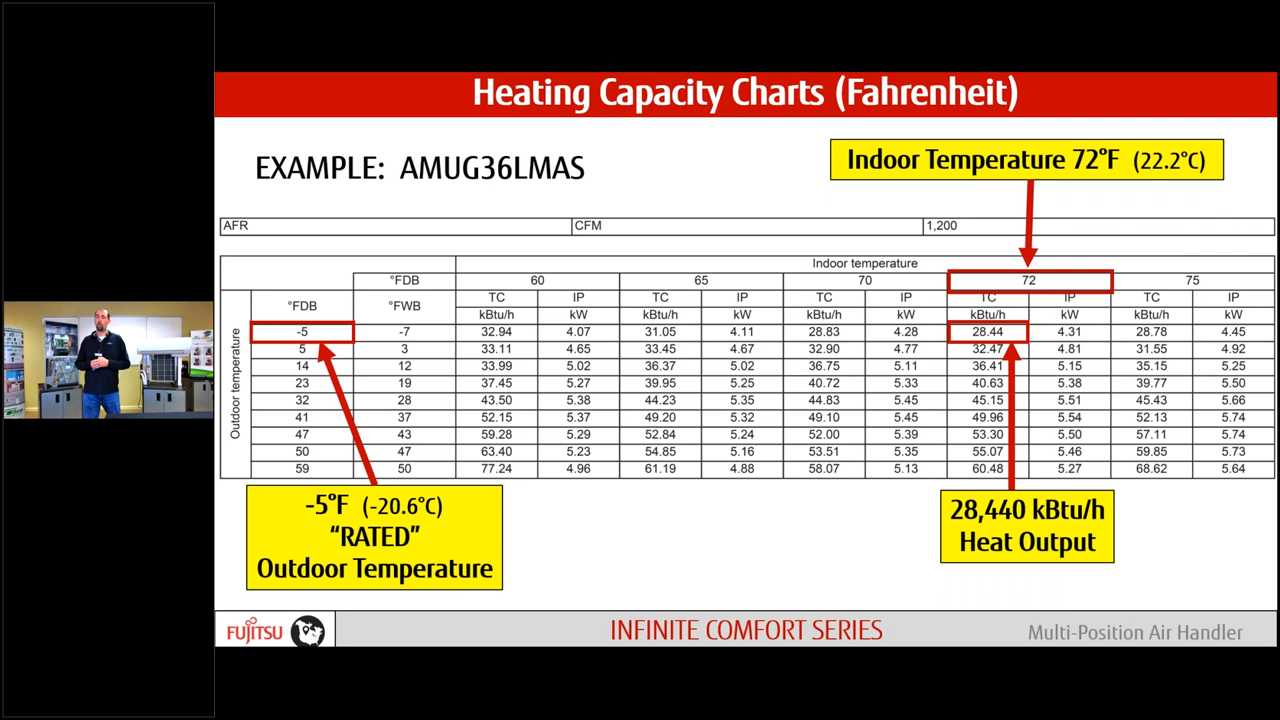 Heating Capacity Charts (Fahrenheit)
EXAMPLE: AMUG36LMAS
Indoor Temperature 72°F (22.2°C)
AFR CFM 1,200
Indoor temperature
°FDB 60 65 70 72 75
°FDB °FWB TC IP TC IP TC IP TC IP TC IP
kBtu/h kW kBtu/h kW kBtu/h kW kBtu/h kW kBtu/h kW
Outdoor temperature
-5 -7 32.94 4.07 31.05 4.11 28.83 4.28 28.44 4.31 28.78 4.45
5 3 33.11 4.65 33.45 4.67 32.90 4.77 32.47 4.81 31.55 4.92
14 12 33.99 5.02 36.37 5.02 36.75 5.11 36.41 5.15 35.15 5.25
23 19 37.45 5.27 39.95 5.25 40.72 5.33 40.63 5.38 39.77 5.50
32 28 43.50 5.38 44.23 5.35 44.83 5.45 45.15 5.51 45.43 5.66
41 37 52.15 5.37 49.20 5.32 49.10 5.45 49.96 5.54 52.13 5.74
47 43 59.28 5.29 52.84 5.24 52.00 5.39 53.30 5.50 57.11 5.74
50 47 63.40 5.23 54.85 5.16 53.51 5.35 55.07 5.46 59.85 5.73
59 50 77.24 4.96 61.19 4.88 58.07 5.13 60.48 5.27 68.62 5.64
-5°F (-20.6°C)
“RATED”
Outdoor Temperature
28,440 kBtu/h
Heat Output
FUJITSU
INFINITE COMFORT SERIES
Multi-Position Air Handler